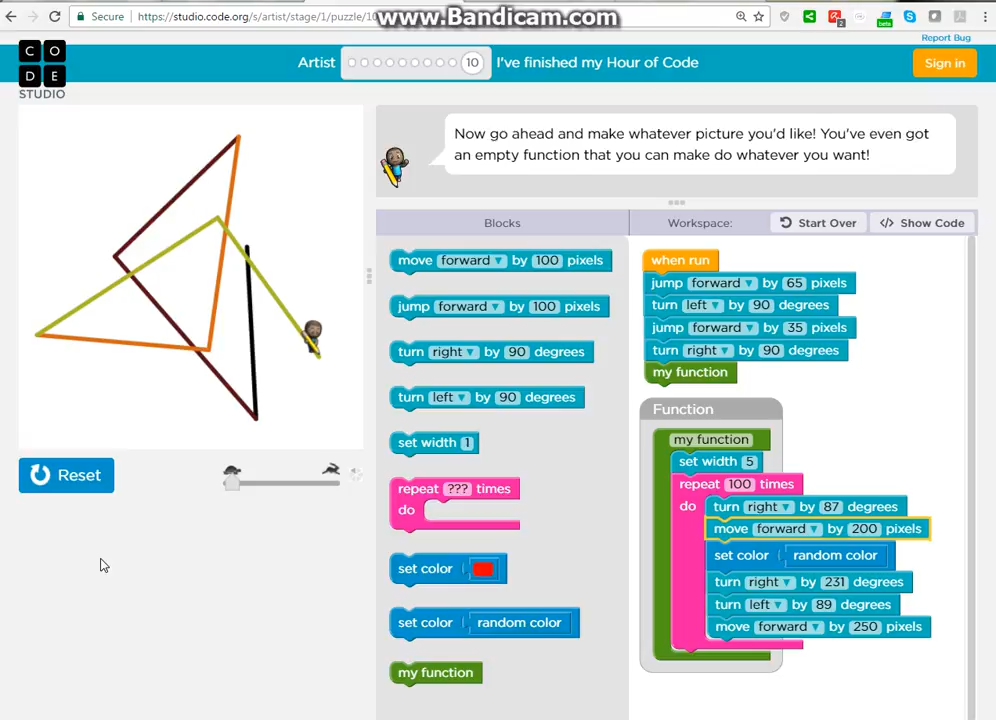 www.Bandicam.com
Secure https://studio.code.org/s/artist/stage/1/puzzle/10
2
beta
Report Bug
C O
D E
STUDIO
Artist 10 I've finished my Hour of Code
Sign in
Now go ahead and make whatever picture you'd like! You've even got
an empty function that you can make do whatever you want!
Blocks
Workspace:
Start Over
</> Show Code
move forward by 100 pixels
jump forward by 100 pixels
turn right by 90 degrees
turn left by 90 degrees
set width 1
repeat ??? times
do
set color
set color random color
my function
when run
jump forward by 65 pixels
turn left by 90 degrees
jump forward by 35 pixels
turn right by 90 degrees
my function
Function
my function
set width 5
repeat 100 times
do
turn right by 87 degrees
move forward by 200 pixels
set color random color
turn right by 231 degrees
turn left by 89 degrees
move forward by 250 pixels
Reset